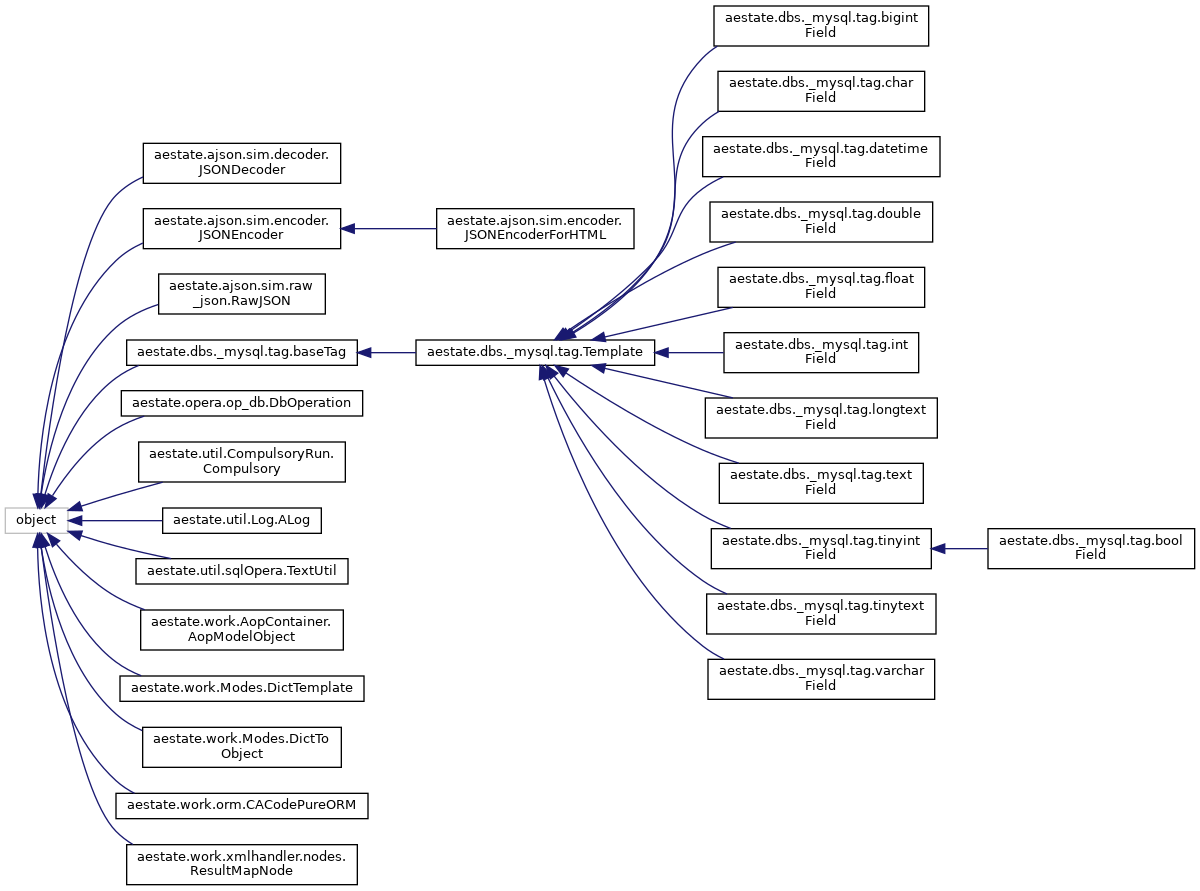 object
aestate.ajson.sim.decoder.
JSONDecoder
aestate.ajson.sim.encoder.
JSONEncoder
aestate.ajson.sim.raw
_json.RawJSON
aestate.dbs._mysql.tag.baseTag
aestate.opera.op_db.DbOperation
aestate.util.CompulsoryRun.
Compulsory
aestate.util.Log.ALog
aestate.util.sqlOpera.TextUtil
aestate.work.AopContainer.
AopModelObject
aestate.work.Modes.DictTemplate
aestate.work.Modes.DictTo
Object
aestate.work.orm.CACodePureORM
aestate.work.xmlhandler.nodes.
ResultMapNode
aestate.ajson.sim.encoder.
JSONEncoderForHTML
aestate.dbs._mysql.tag.Template
aestate.dbs._mysql.tag.bigint
Field
aestate.dbs._mysql.tag.char
Field
aestate.dbs._mysql.tag.datetime
Field
aestate.dbs._mysql.tag.double
Field
aestate.dbs._mysql.tag.float
Field
aestate.dbs._mysql.tag.int
Field
aestate.dbs._mysql.tag.longtext
Field
aestate.dbs._mysql.tag.text
Field
aestate.dbs._mysql.tag.tinyint
Field
aestate.dbs._mysql.tag.tinytext
Field
aestate.dbs._mysql.tag.varchar
Field
aestate.dbs._mysql.tag.bool
Field